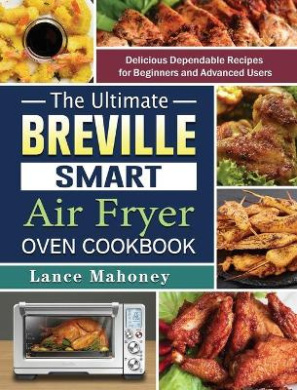 Delicious Dependable Recipes
for Beginners and Advanced Users
The Ultimate
BREVILLE
SMART
Air Fryer
OVEN COOKBOOK
Lance Mahoney